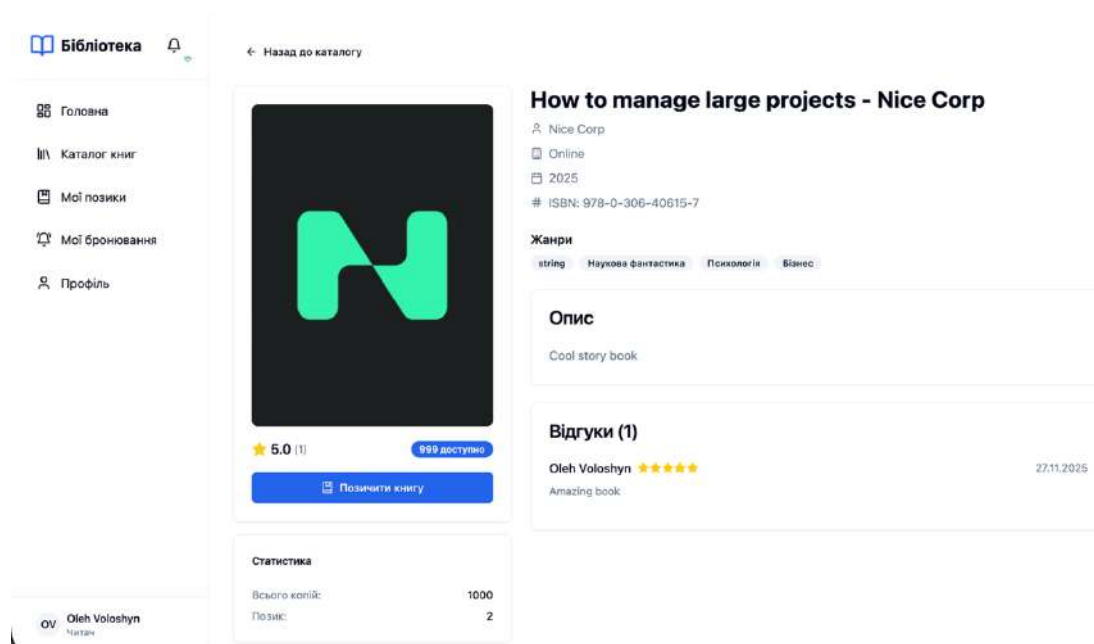 Бібліотека
Головна
Каталог книг
Мої позики
Мої бронювання
Профіль
OV
Oleh Voloshyn
Читач
← Назад до каталогу
5.0 (1)
999 доступно
Позичити книгу
Статистика
Всього копій: 1000
Позик: 2
How to manage large projects - Nice Corp
Nice Corp
Online
2025
# ISBN: 978-0-306-40615-7
Жанри
string Наукова фантастика Психологія Бізнес
Опис
Cool story book
Відгуки (1)
Oleh Voloshyn 27.11.2025
Amazing book